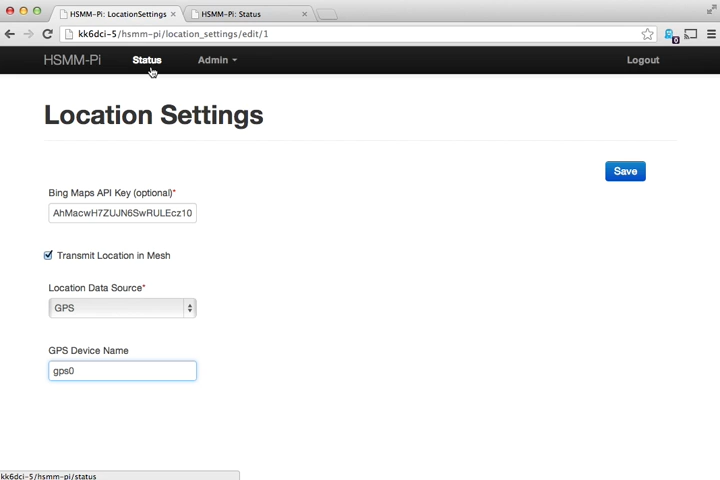 HSMM-Pi: LocationSettings × HSMM-Pi: Status ×
kk6dci-5/hsmm-pi/location_settings/edit/1
0
HSMM-Pi Status Admin Logout
Location Settings
Save
Bing Maps API Key (optional)*
AhMacwH7ZUJN6SwRULEcz10
Transmit Location in Mesh
Location Data Source*
GPS
GPS Device Name
gps0
kk6dci-5/hsmm-pi/status